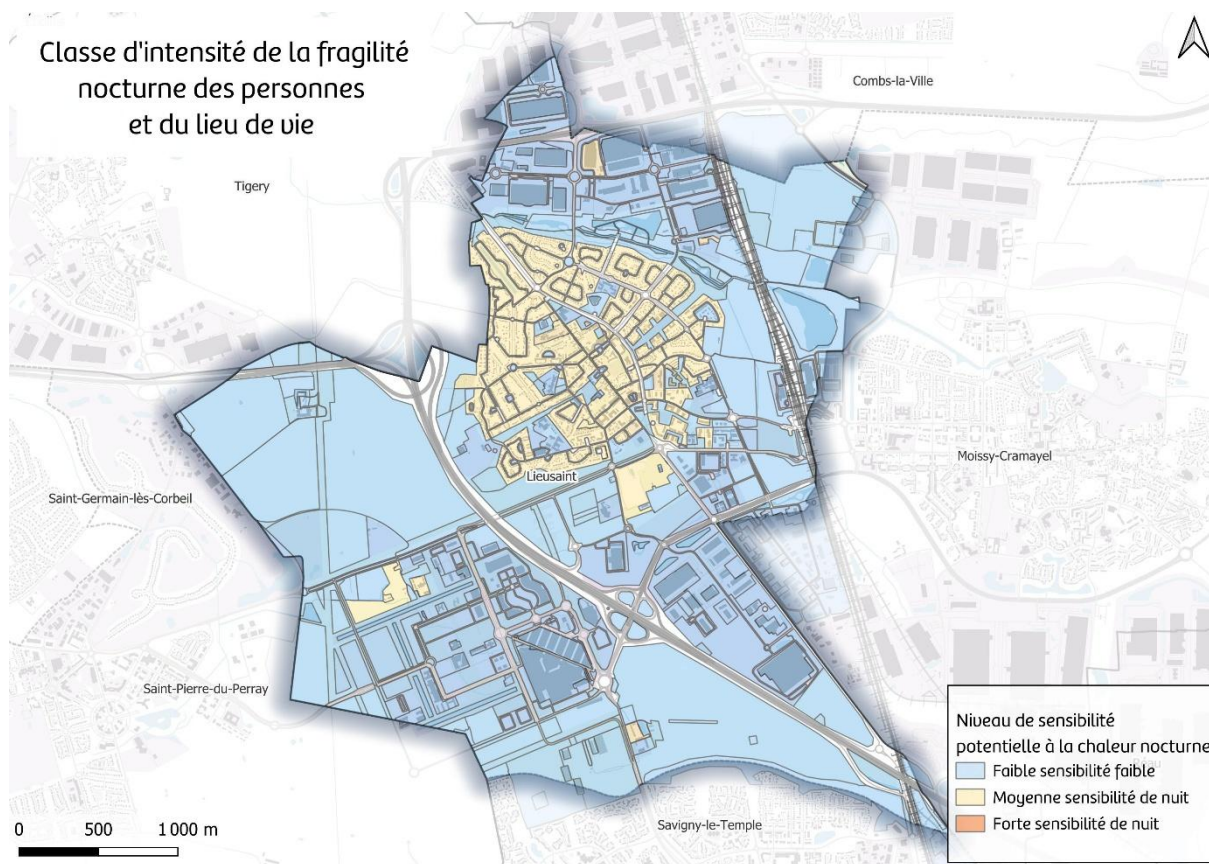 Classe d'intensité de la fragilité
nocturne des personnes
et du lieu de vie
Combs-la-Ville
Tigery
Moissy-Cramayel
Lieusaint
Saint-Germain-lès-Corbeil
Saint-Pierre-du-Perray
Savigny-le-Temple
Niveau de sensibilité
potentielle à la chaleur nocturne
Réau
Faible sensibilité faible
Moyenne sensibilité de nuit
Forte sensibilité de nuit
0 500 1 000 m